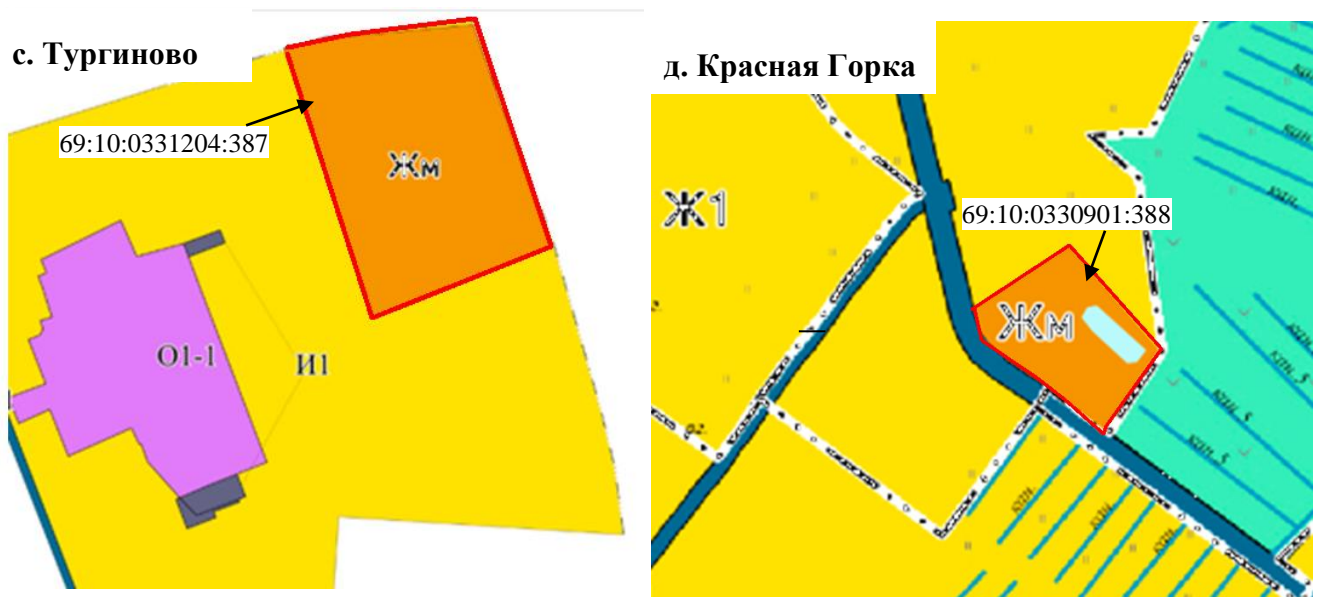 с. Тургиново
69:10:0331204:387
Жм
О1-1
И1
д. Красная Горка
Ж1
69:10:0330901:388
Жм